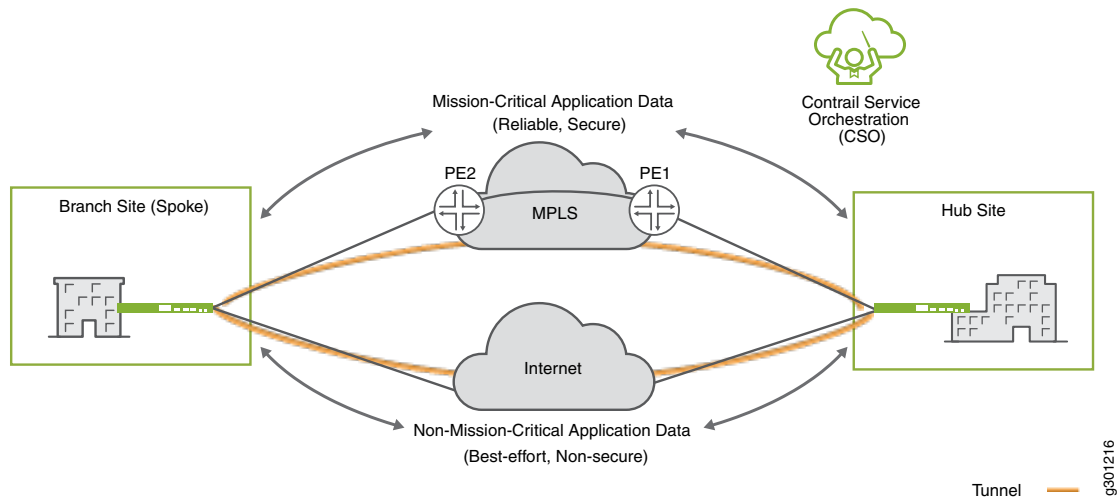 Mission-Critical Application Data
(Reliable, Secure)
Contrail Service
Orchestration
(CSO)
PE2
PE1
Branch Site (Spoke)
MPLS
Hub Site
Internet
Non-Mission-Critical Application Data
(Best-effort, Non-secure)
Tunnel
g301216